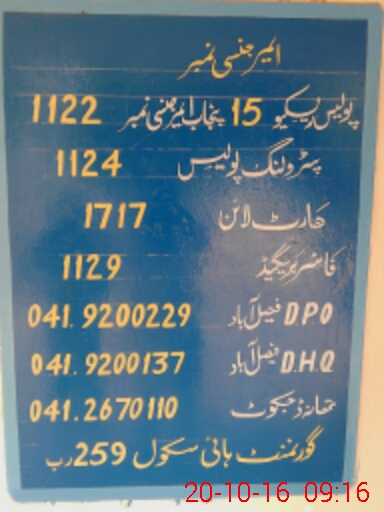 ایمرجنسی نمبر
پولیس ریسکیو 15 پنجاب ایمرجنسی نمبر 1122
پٹرولنگ پولیس 1124
ھارٹ لائن 1717
فائر بریگیڈ 1129
D.P.O فیصل آباد 041.9200229
D.H.Q فیصل آباد 041.9200137
تھانہ ڈجکوٹ 041.2670110
گورنمنٹ ہائی سکول 259 رب
20-10-16 09:16